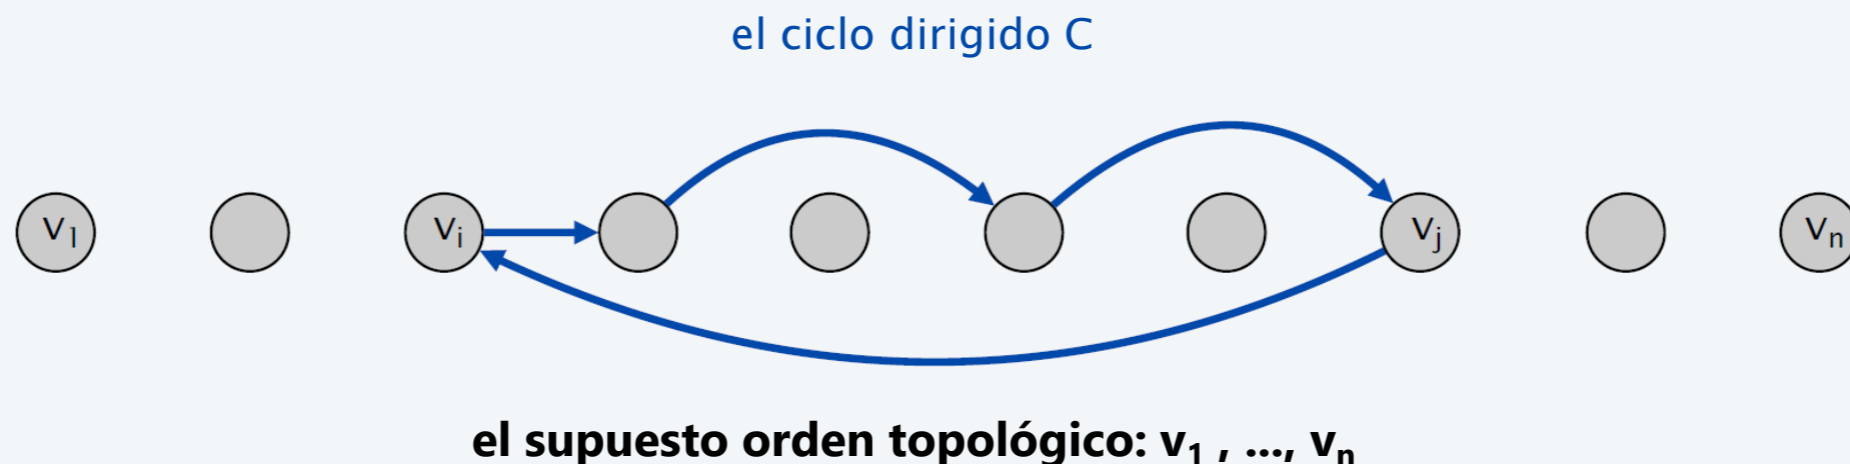 el ciclo dirigido C
v₁ vᵢ vⱼ vₙ
el supuesto orden topológico: v₁ , ..., vₙ